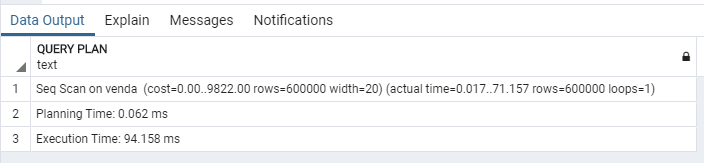 Data Output Explain Messages Notifications
QUERY PLAN
text
1 Seq Scan on venda (cost=0.00..9822.00 rows=600000 width=20) (actual time=0.017..71.157 rows=600000 loops=1)
2 Planning Time: 0.062 ms
3 Execution Time: 94.158 ms